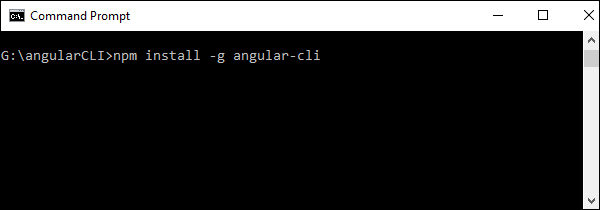 Command Prompt
G:\angularCLI>npm install -g angular-cli